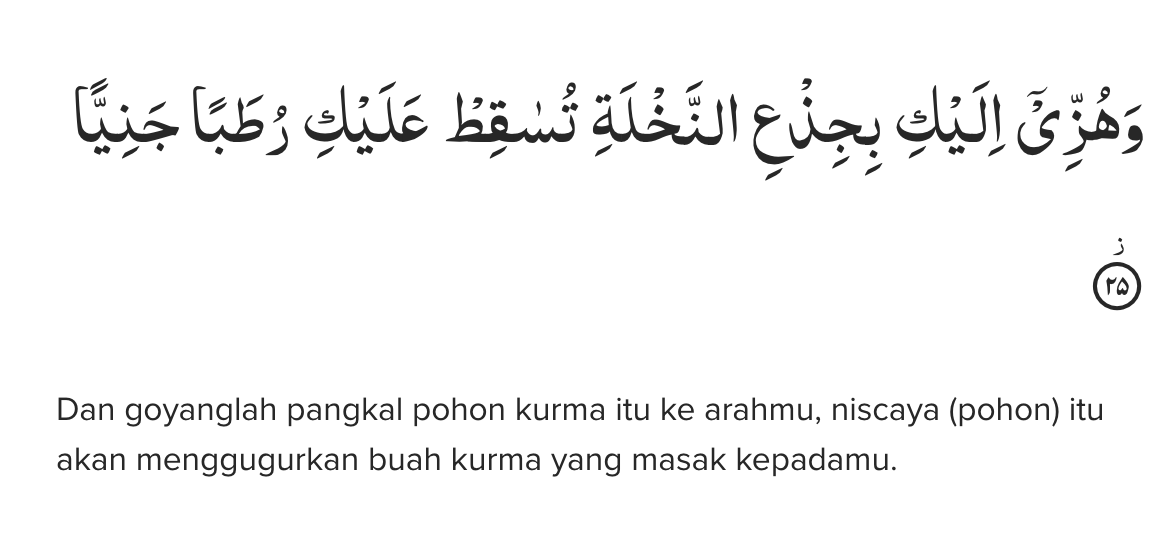 وَهُزِّيْٓ اِلَيْكِ بِجِذْعِ النَّخْلَةِ تُسٰقِطْ عَلَيْكِ رُطَبًا جَنِيًّا
ز
۲۵
Dan goyanglah pangkal pohon kurma itu ke arahmu, niscaya (pohon) itu
akan menggugurkan buah kurma yang masak kepadamu.